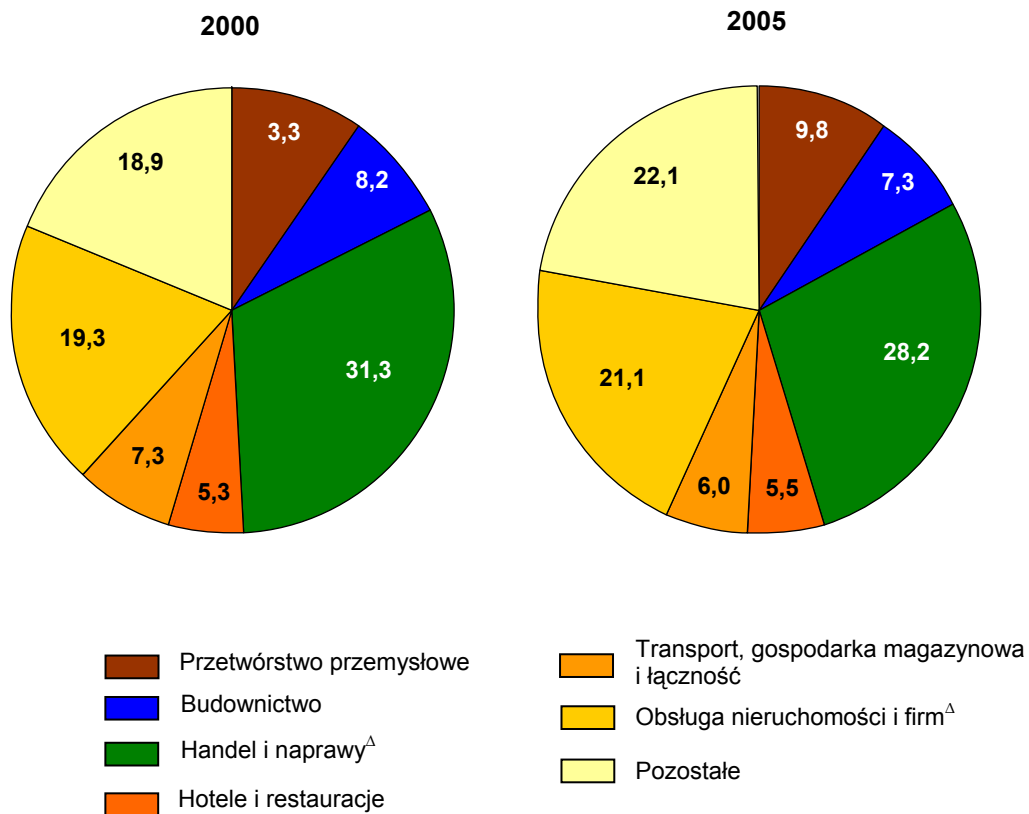 2000
2005
3,3
8,2
31,3
5,3
7,3
19,3
18,9
9,8
7,3
28,2
5,5
6,0
21,1
22,1
Przetwórstwo przemysłowe
Budownictwo
Handel i naprawy^Δ
Hotele i restauracje
Transport, gospodarka magazynowa
i łączność
Obsługa nieruchomości i firm^Δ
Pozostałe